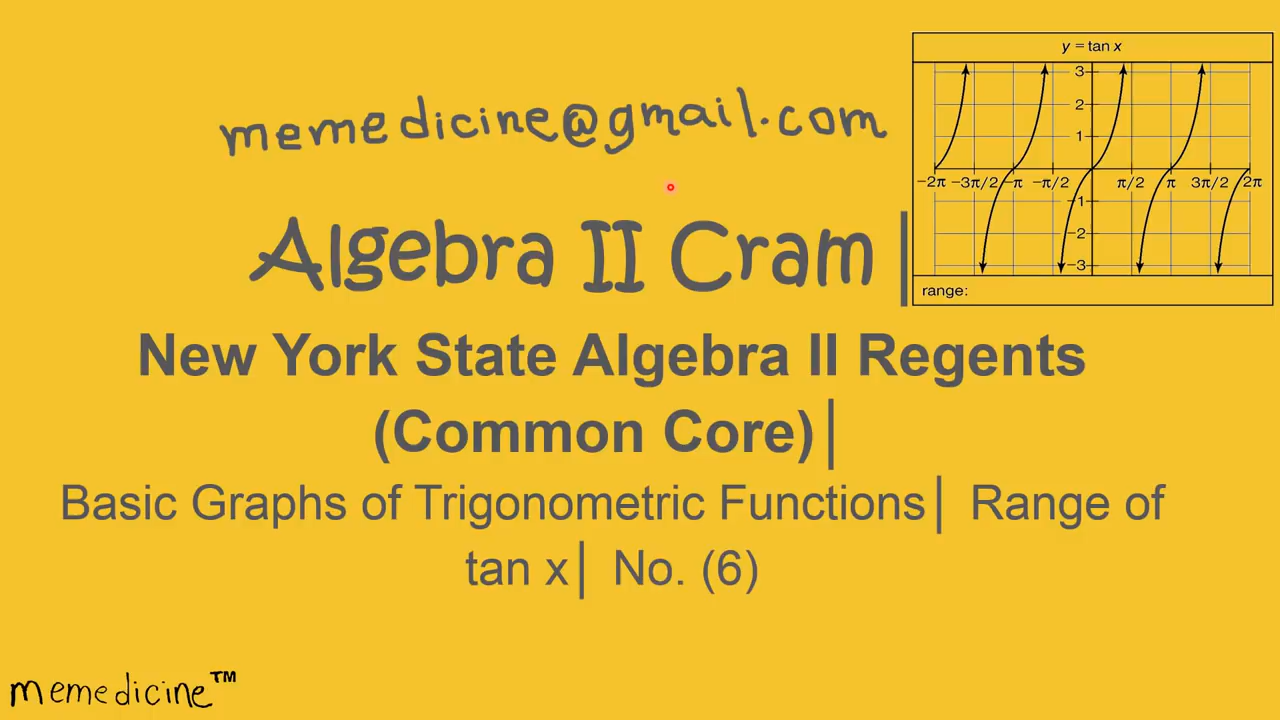 memedicine@gmail.com
Algebra II Cram|
New York State Algebra II Regents
(Common Core)|
Basic Graphs of Trigonometric Functions| Range of
tan x| No. (6)
y = tan x
3
2
1
−2π −3π/2 −π −π/2 π/2 π 3π/2 2π
−1
−2
−3
range:
memedicine™